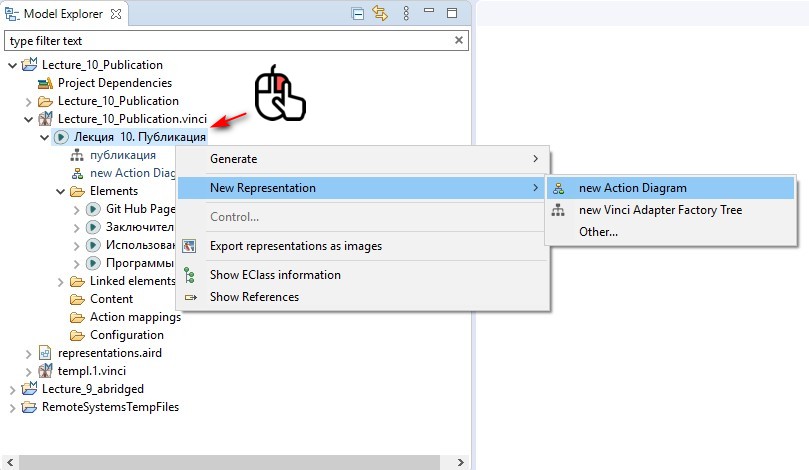 Model Explorer
type filter text
Lecture_10_Publication
Project Dependencies
Lecture_10_Publication
Lecture_10_Publication.vinci
Лекция 10. Публикация
публикация
new Action Diag
Elements
Git Hub Page
Заключител
Использован
Программы
Linked elements
Content
Action mappings
Configuration
representations.aird
templ.1.vinci
Lecture_9_abridged
RemoteSystemsTempFiles
Generate
New Representation
Control...
Export representations as images
Show EClass information
Show References
new Action Diagram
new Vinci Adapter Factory Tree
Other...